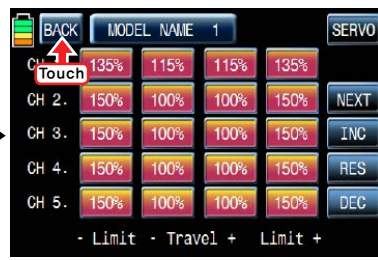 BACK MODEL NAME 1 SERVO
135% 115% 115% 135%
Touch
CH 2. 150% 100% 100% 150% NEXT
CH 3. 150% 100% 100% 150% INC
CH 4. 150% 100% 100% 150% RES
CH 5. 150% 100% 100% 150% DEC
- Limit - Travel + Limit +